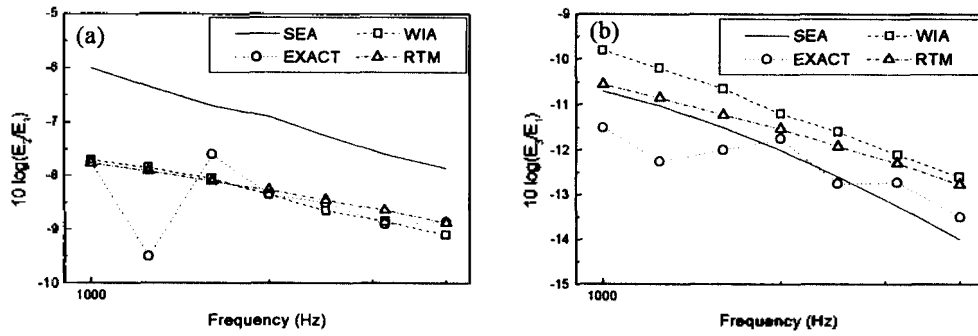 (a)
SEA
WIA
EXACT
RTM
10 log(E₂/E₁)
-5
-6
-7
-8
-9
-10
1000
Frequency (Hz)
(b)
SEA
WIA
EXACT
RTM
10 log(E₃/E₁)
-9
-10
-11
-12
-13
-14
-15
1000
Frequency (Hz)